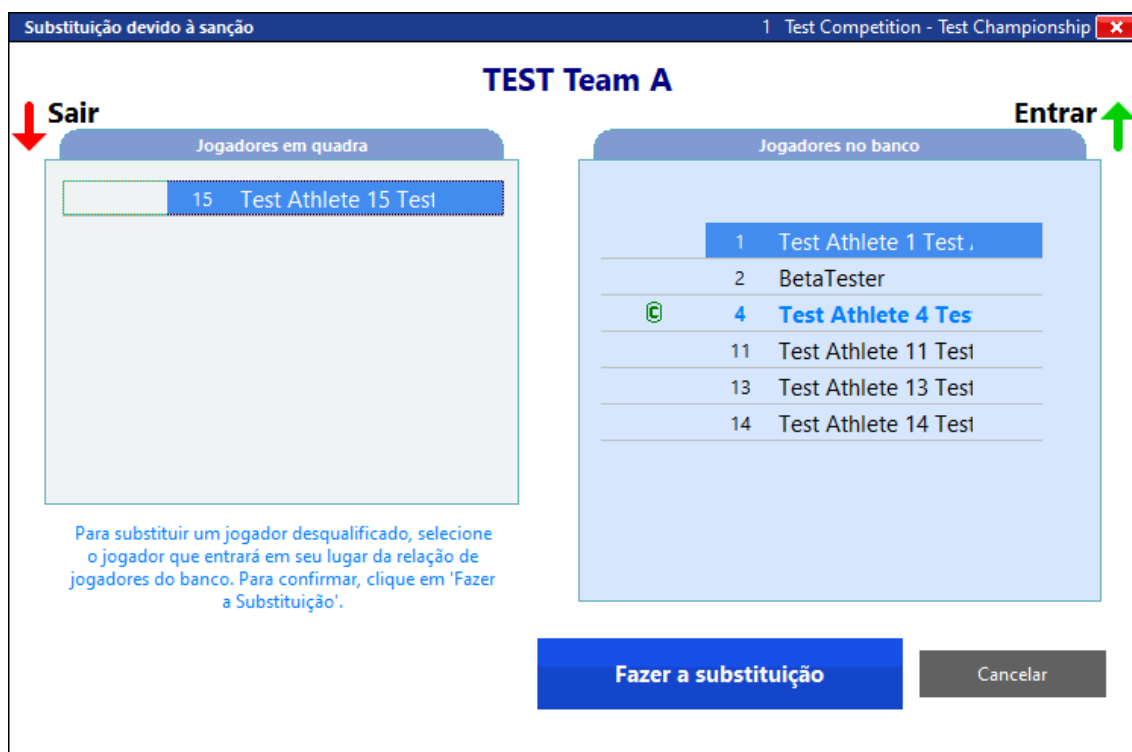 Substituição devido à sanção
1 Test Competition - Test Championship
TEST Team A
Sair
Entrar
Jogadores em quadra
15 Test Athlete 15 Test
Para substituir um jogador desqualificado, selecione
o jogador que entrará em seu lugar da relação de
jogadores do banco. Para confirmar, clique em 'Fazer
a Substituição'.
Jogadores no banco
1 Test Athlete 1 Test
2 BetaTester
C 4 Test Athlete 4 Tes
11 Test Athlete 11 Test
13 Test Athlete 13 Test
14 Test Athlete 14 Test
Fazer a substituição
Cancelar